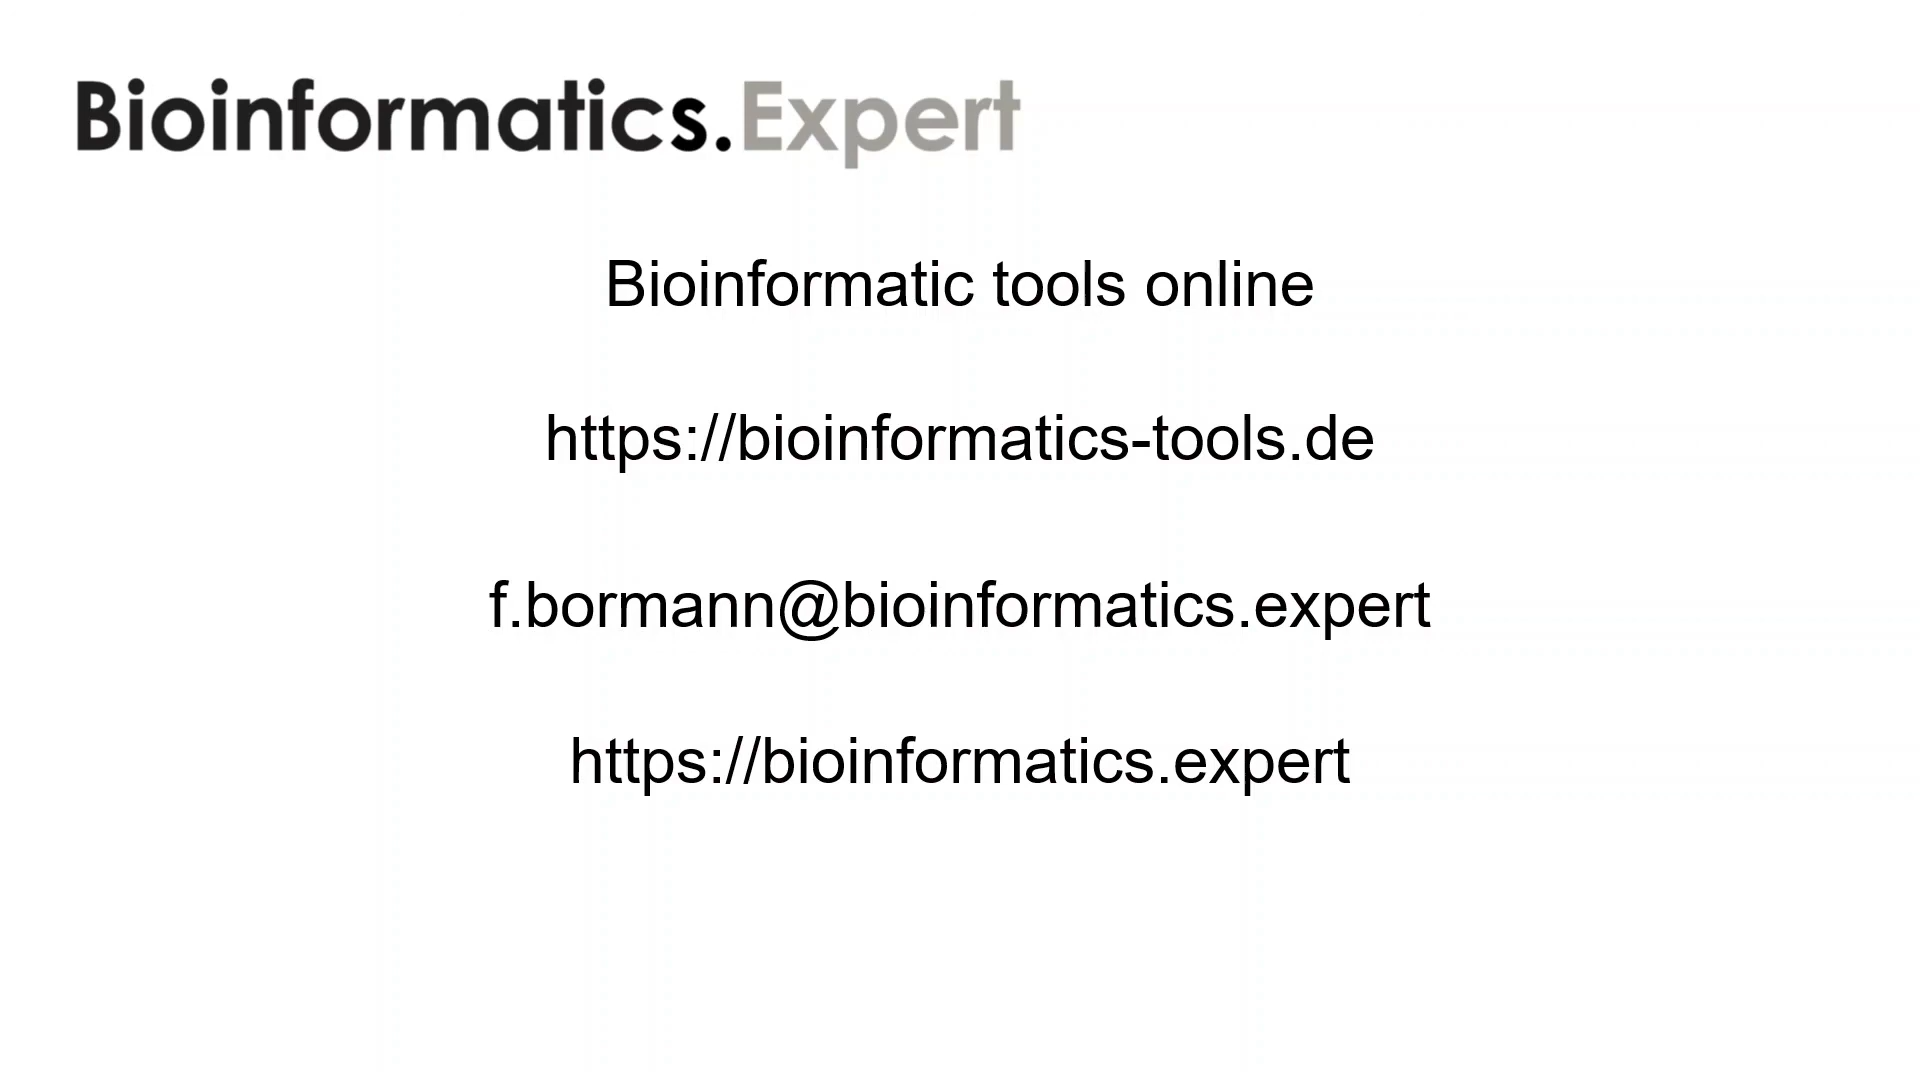 Bioinformatics.Expert
Bioinformatic tools online
https://bioinformatics-tools.de
f.bormann@bioinformatics.expert
https://bioinformatics.expert